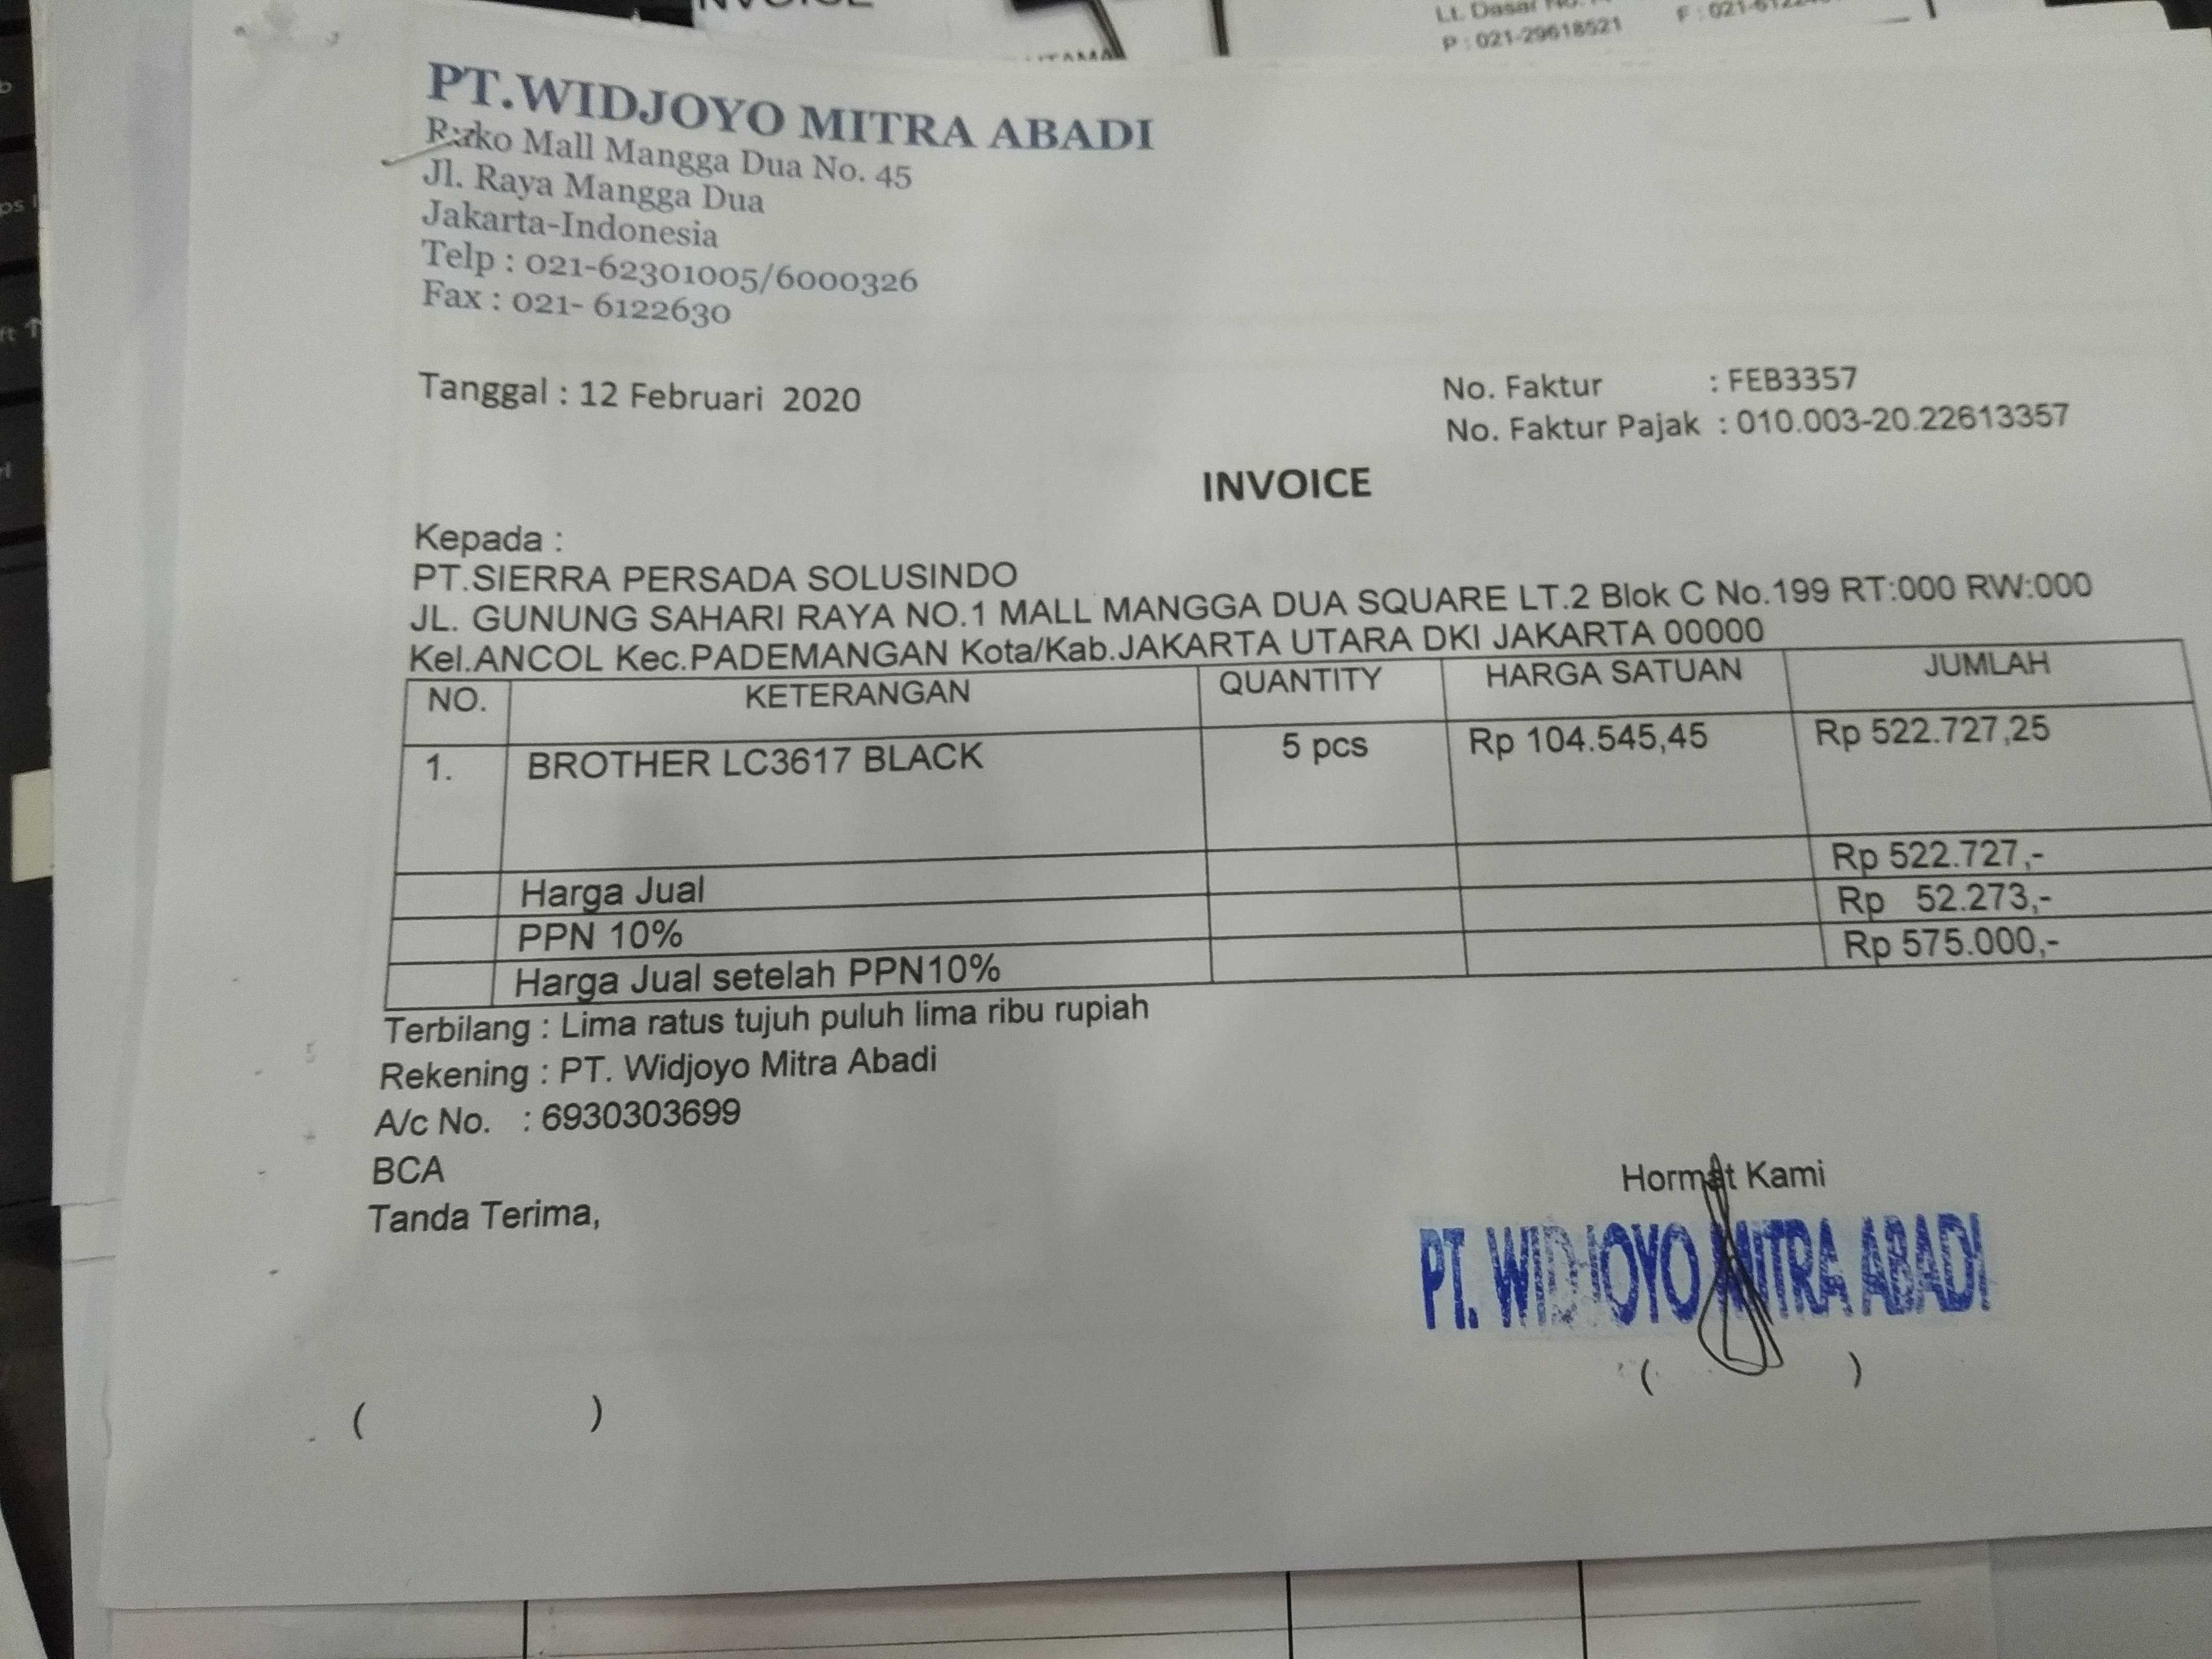 Lt. Dasar No.
P : 021-29618521
PT.WIDJOYO MITRA ABADI
Ruko Mall Mangga Dua No. 45
Jl. Raya Mangga Dua
Jakarta-Indonesia
Telp : 021-62301005/6000326
Fax : 021- 6122630
Tanggal : 12 Februari 2020
No. Faktur : FEB3357
No. Faktur Pajak : 010.003-20.22613357
INVOICE
Kepada :
PT.SIERRA PERSADA SOLUSINDO
JL. GUNUNG SAHARI RAYA NO.1 MALL MANGGA DUA SQUARE LT.2 Blok C No.199 RT:000 RW:000
Kel.ANCOL Kec.PADEMANGAN Kota/Kab.JAKARTA UTARA DKI JAKARTA 00000
NO. KETERANGAN QUANTITY HARGA SATUAN JUMLAH
1. BROTHER LC3617 BLACK 5 pcs Rp 104.545,45 Rp 522.727,25
Harga Jual Rp 522.727,-
PPN 10% Rp 52.273,-
Harga Jual setelah PPN10% Rp 575.000,-
Terbilang : Lima ratus tujuh puluh lima ribu rupiah
Rekening : PT. Widjoyo Mitra Abadi
A/c No. : 6930303699
BCA
Tanda Terima,
Hormat Kami
PT. WIDJOYO MITRA ABADI
( )
( )